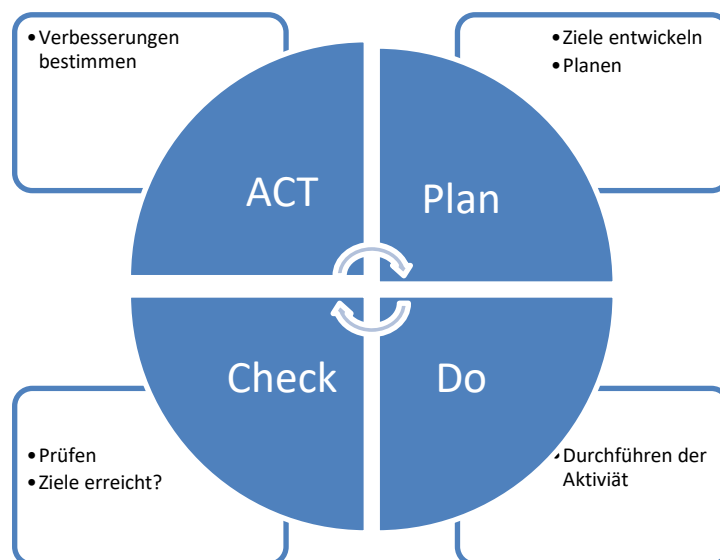 • Verbesserungen
bestimmen
• Ziele entwickeln
• Planen
ACT
Plan
Check
Do
• Prüfen
• Ziele erreicht?
• Durchführen der
Aktiviät